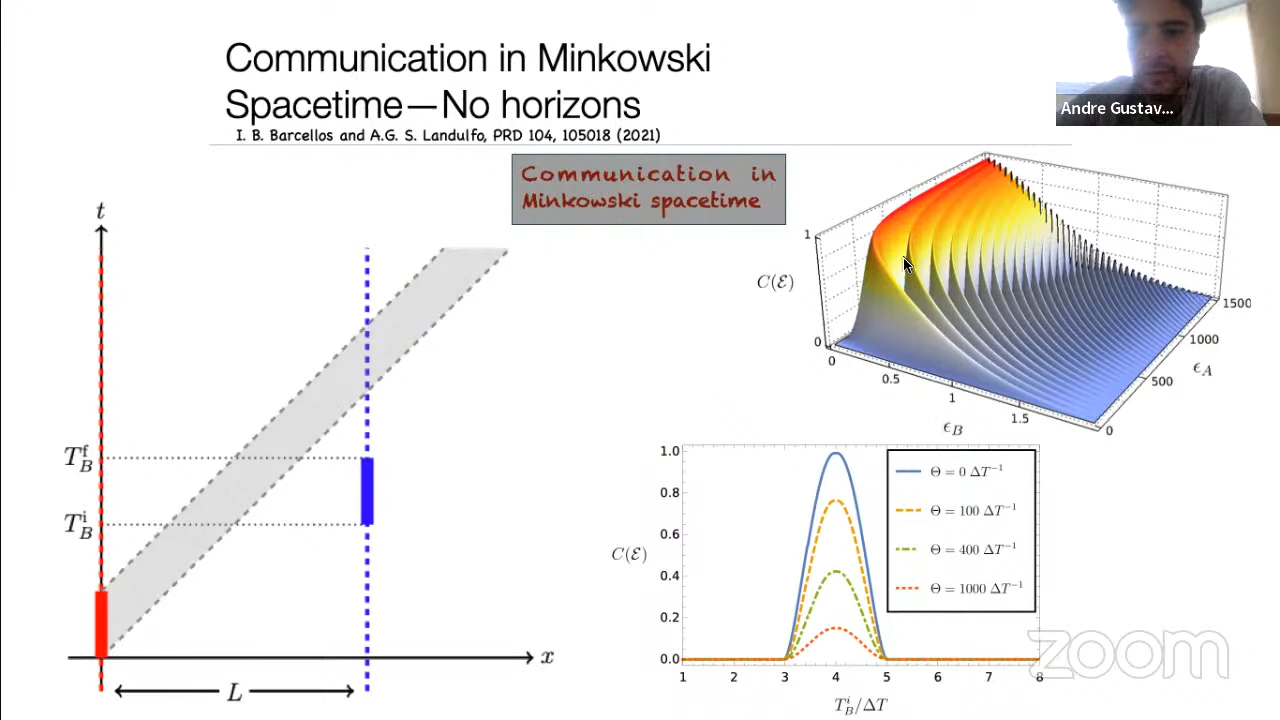 Communication in Minkowski
Spacetime—No horizons
I. B. Barcellos and A.G. S. Landulfo, PRD 104, 105018 (2021)
Andre Gustav...
Communication in
Minkowski spacetime
t
T_B^f
T_B^i
x
L
1
C(ℰ)
0
0
0.5
1
1.5
ϵ_B
0
500
1000
1500
ϵ_A
1.0
0.8
0.6
0.4
0.2
0.0
C(ℰ)
Θ = 0 ΔT⁻¹
Θ = 100 ΔT⁻¹
Θ = 400 ΔT⁻¹
Θ = 1000 ΔT⁻¹
1 2 3 4 5 6 7 8
T_B^i/ΔT
zoom